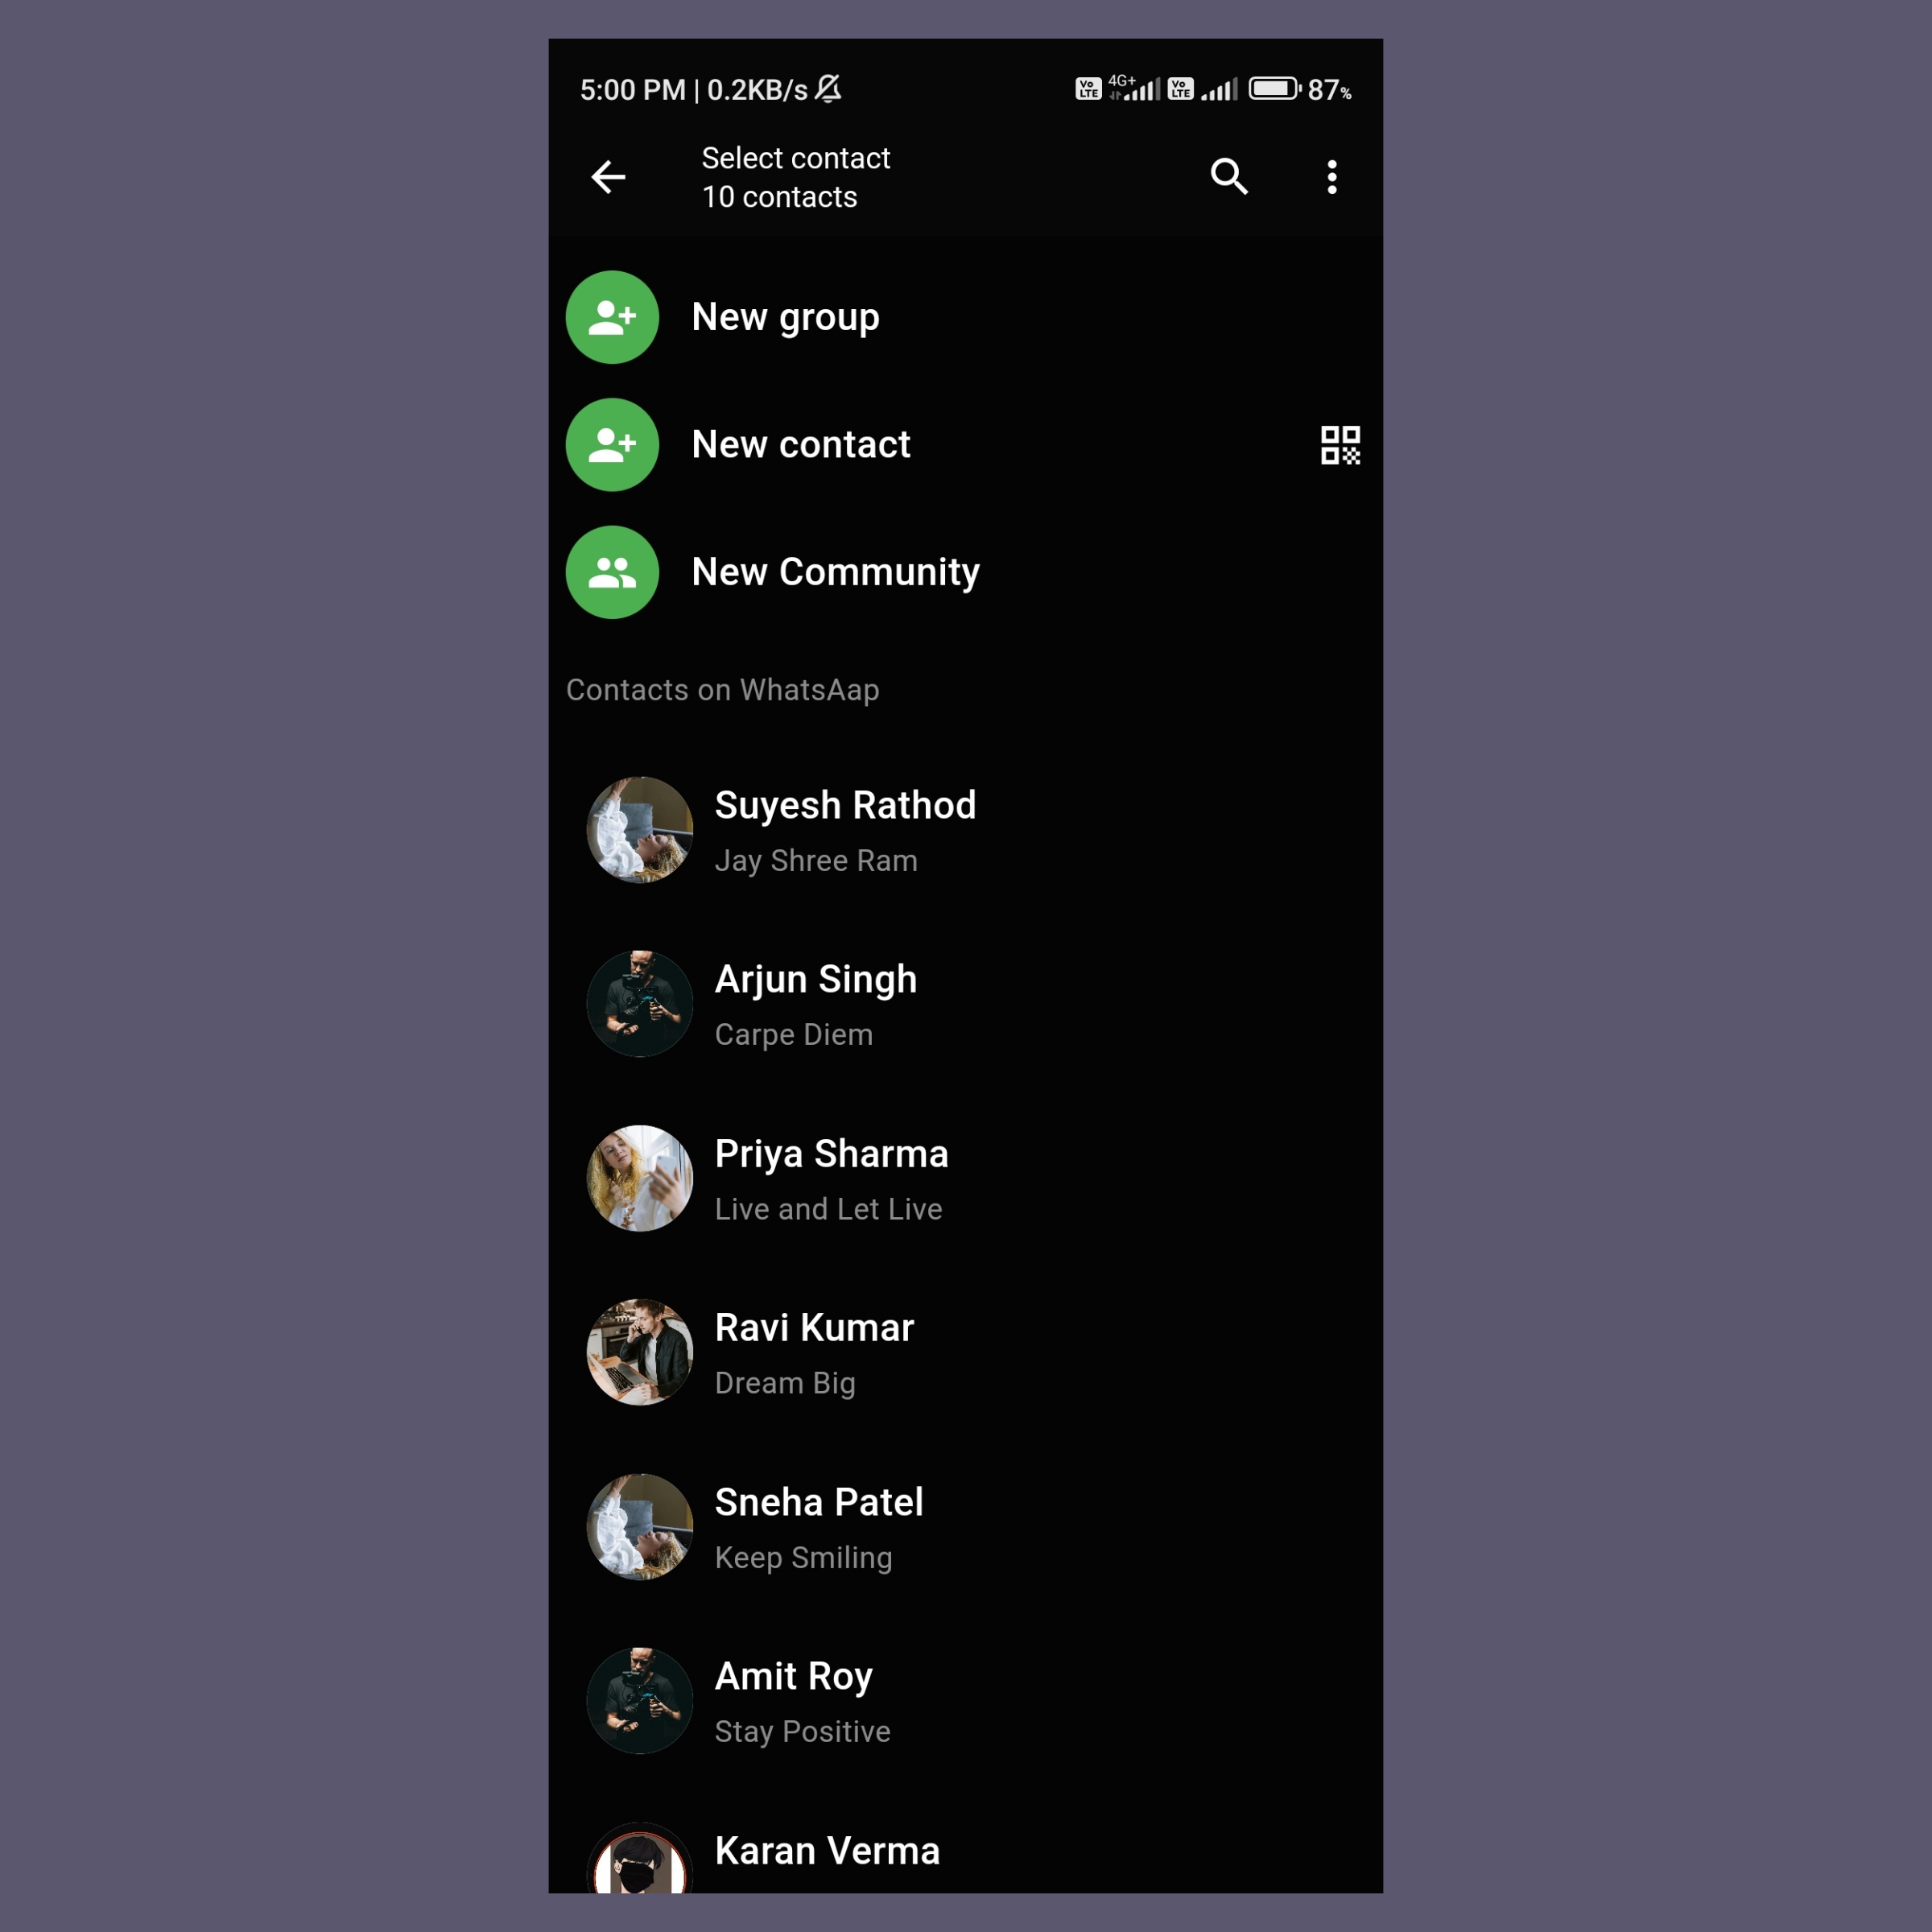 5:00 PM | 0.2KB/s Vo LTE 4G+ Vo LTE 87%
Select contact
10 contacts
New group
New contact
New Community
Contacts on WhatsAap
Suyesh Rathod
Jay Shree Ram
Arjun Singh
Carpe Diem
Priya Sharma
Live and Let Live
Ravi Kumar
Dream Big
Sneha Patel
Keep Smiling
Amit Roy
Stay Positive
Karan Verma